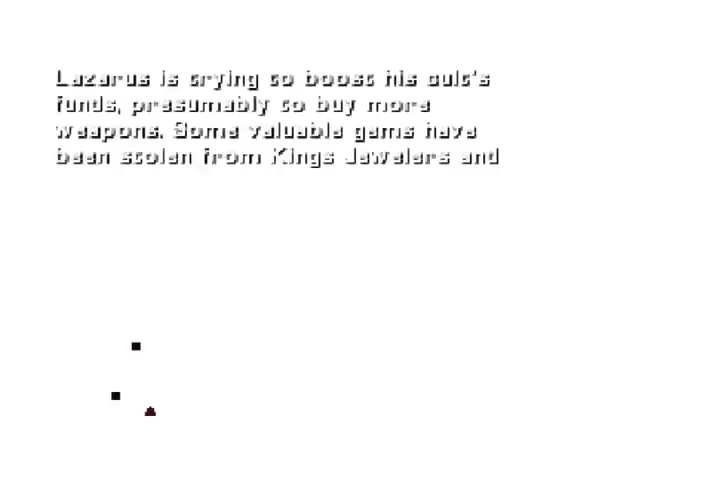 Lazarus is trying to boost his cult's
funds, presumably to buy more
weapons. Some valuable gems have
been stolen from Kings Jewelers and